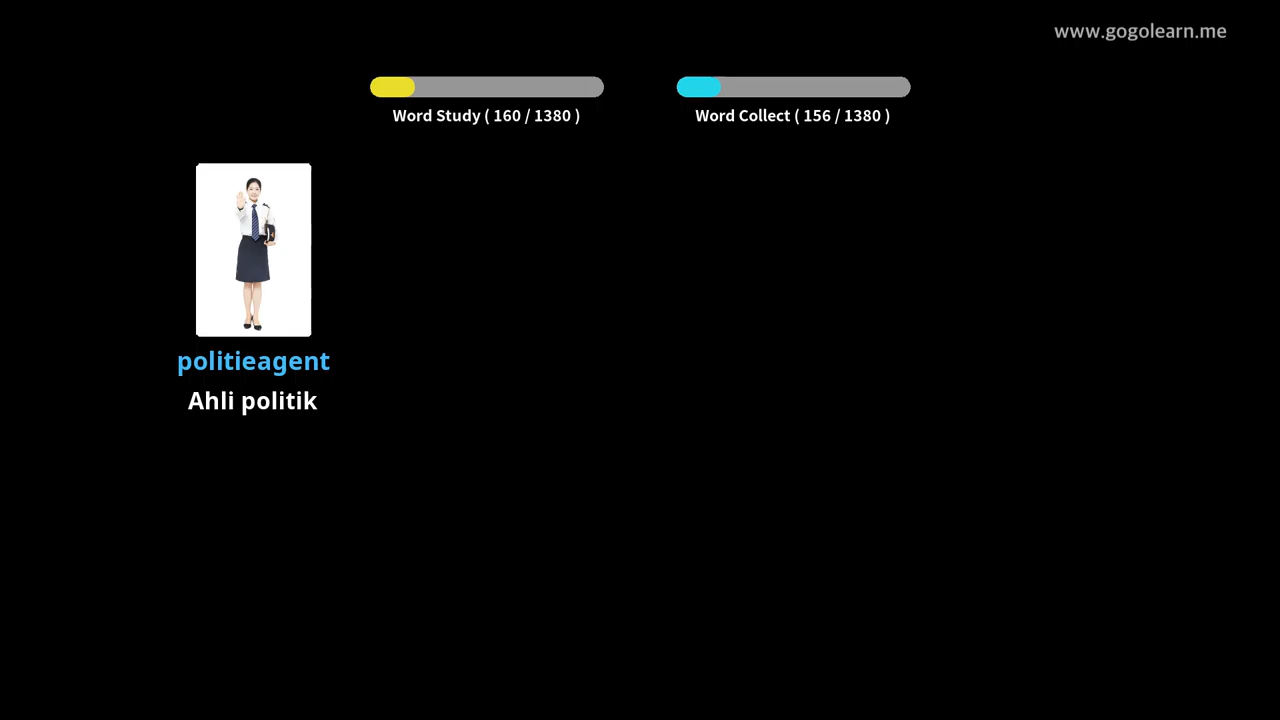 www.gogolearn.me
Word Study ( 160 / 1380 )
Word Collect ( 156 / 1380 )
politieagent
Ahli politik